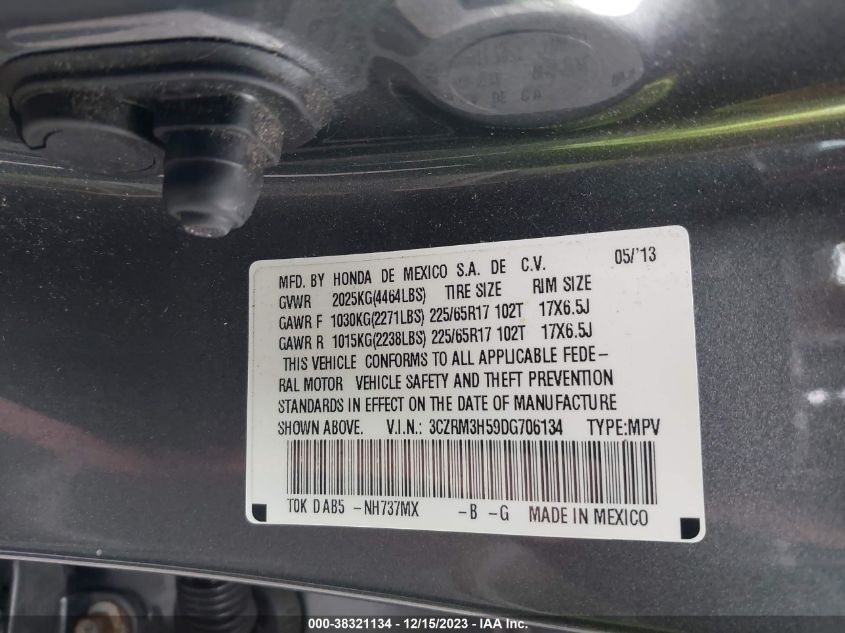 MFD. BY HONDA DE MEXICO S.A. DE C.V. 05/'13
GVWR 2025KG(4464LBS) TIRE SIZE RIM SIZE
GAWR F 1030KG(2271LBS) 225/65R17 102T 17X6.5J
GAWR R 1015KG(2238LBS) 225/65R17 102T 17X6.5J
THIS VEHICLE CONFORMS TO ALL APPLICABLE FEDE-
RAL MOTOR VEHICLE SAFETY AND THEFT PREVENTION
STANDARDS IN EFFECT ON THE DATE OF MANUFACTURE
SHOWN ABOVE. V.I.N.: 3CZRM3H59DG706134 TYPE:MPV
T0K D AB5 -NH737MX -B -G MADE IN MEXICO
000-38321134 - 12/15/2023 - IAA Inc.